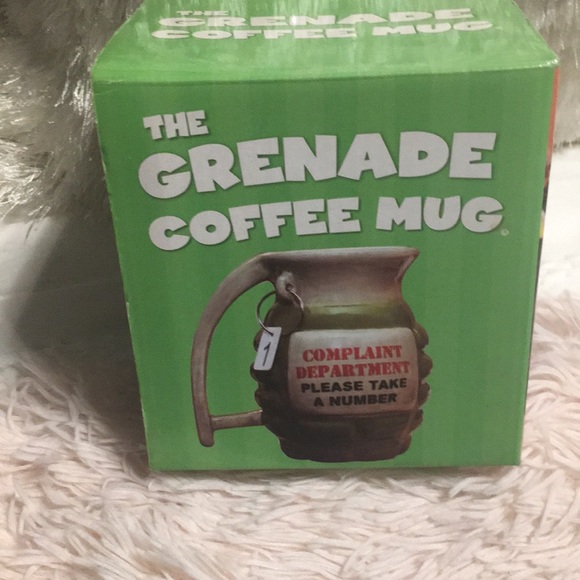 THE
GRENADE
COFFEE MUG
THE
GRENADE
COFFEE MUG
1
COMPLAINT
DEPARTMENT
PLEASE TAKE
A NUMBER